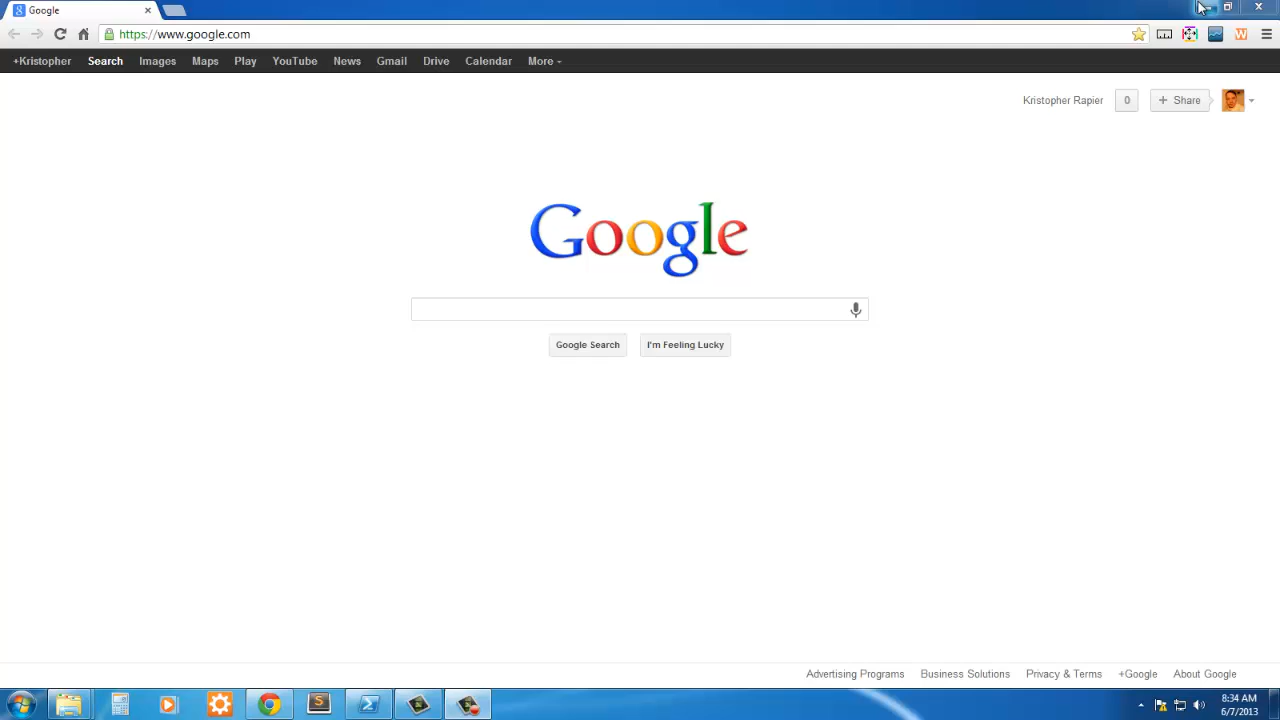 Google
https://www.google.com
+Kristopher Search Images Maps Play YouTube News Gmail Drive Calendar More
Kristopher Rapier 0 + Share
Google
Google Search I'm Feeling Lucky
Advertising Programs Business Solutions Privacy & Terms +Google About Google
8:34 AM
6/7/2013